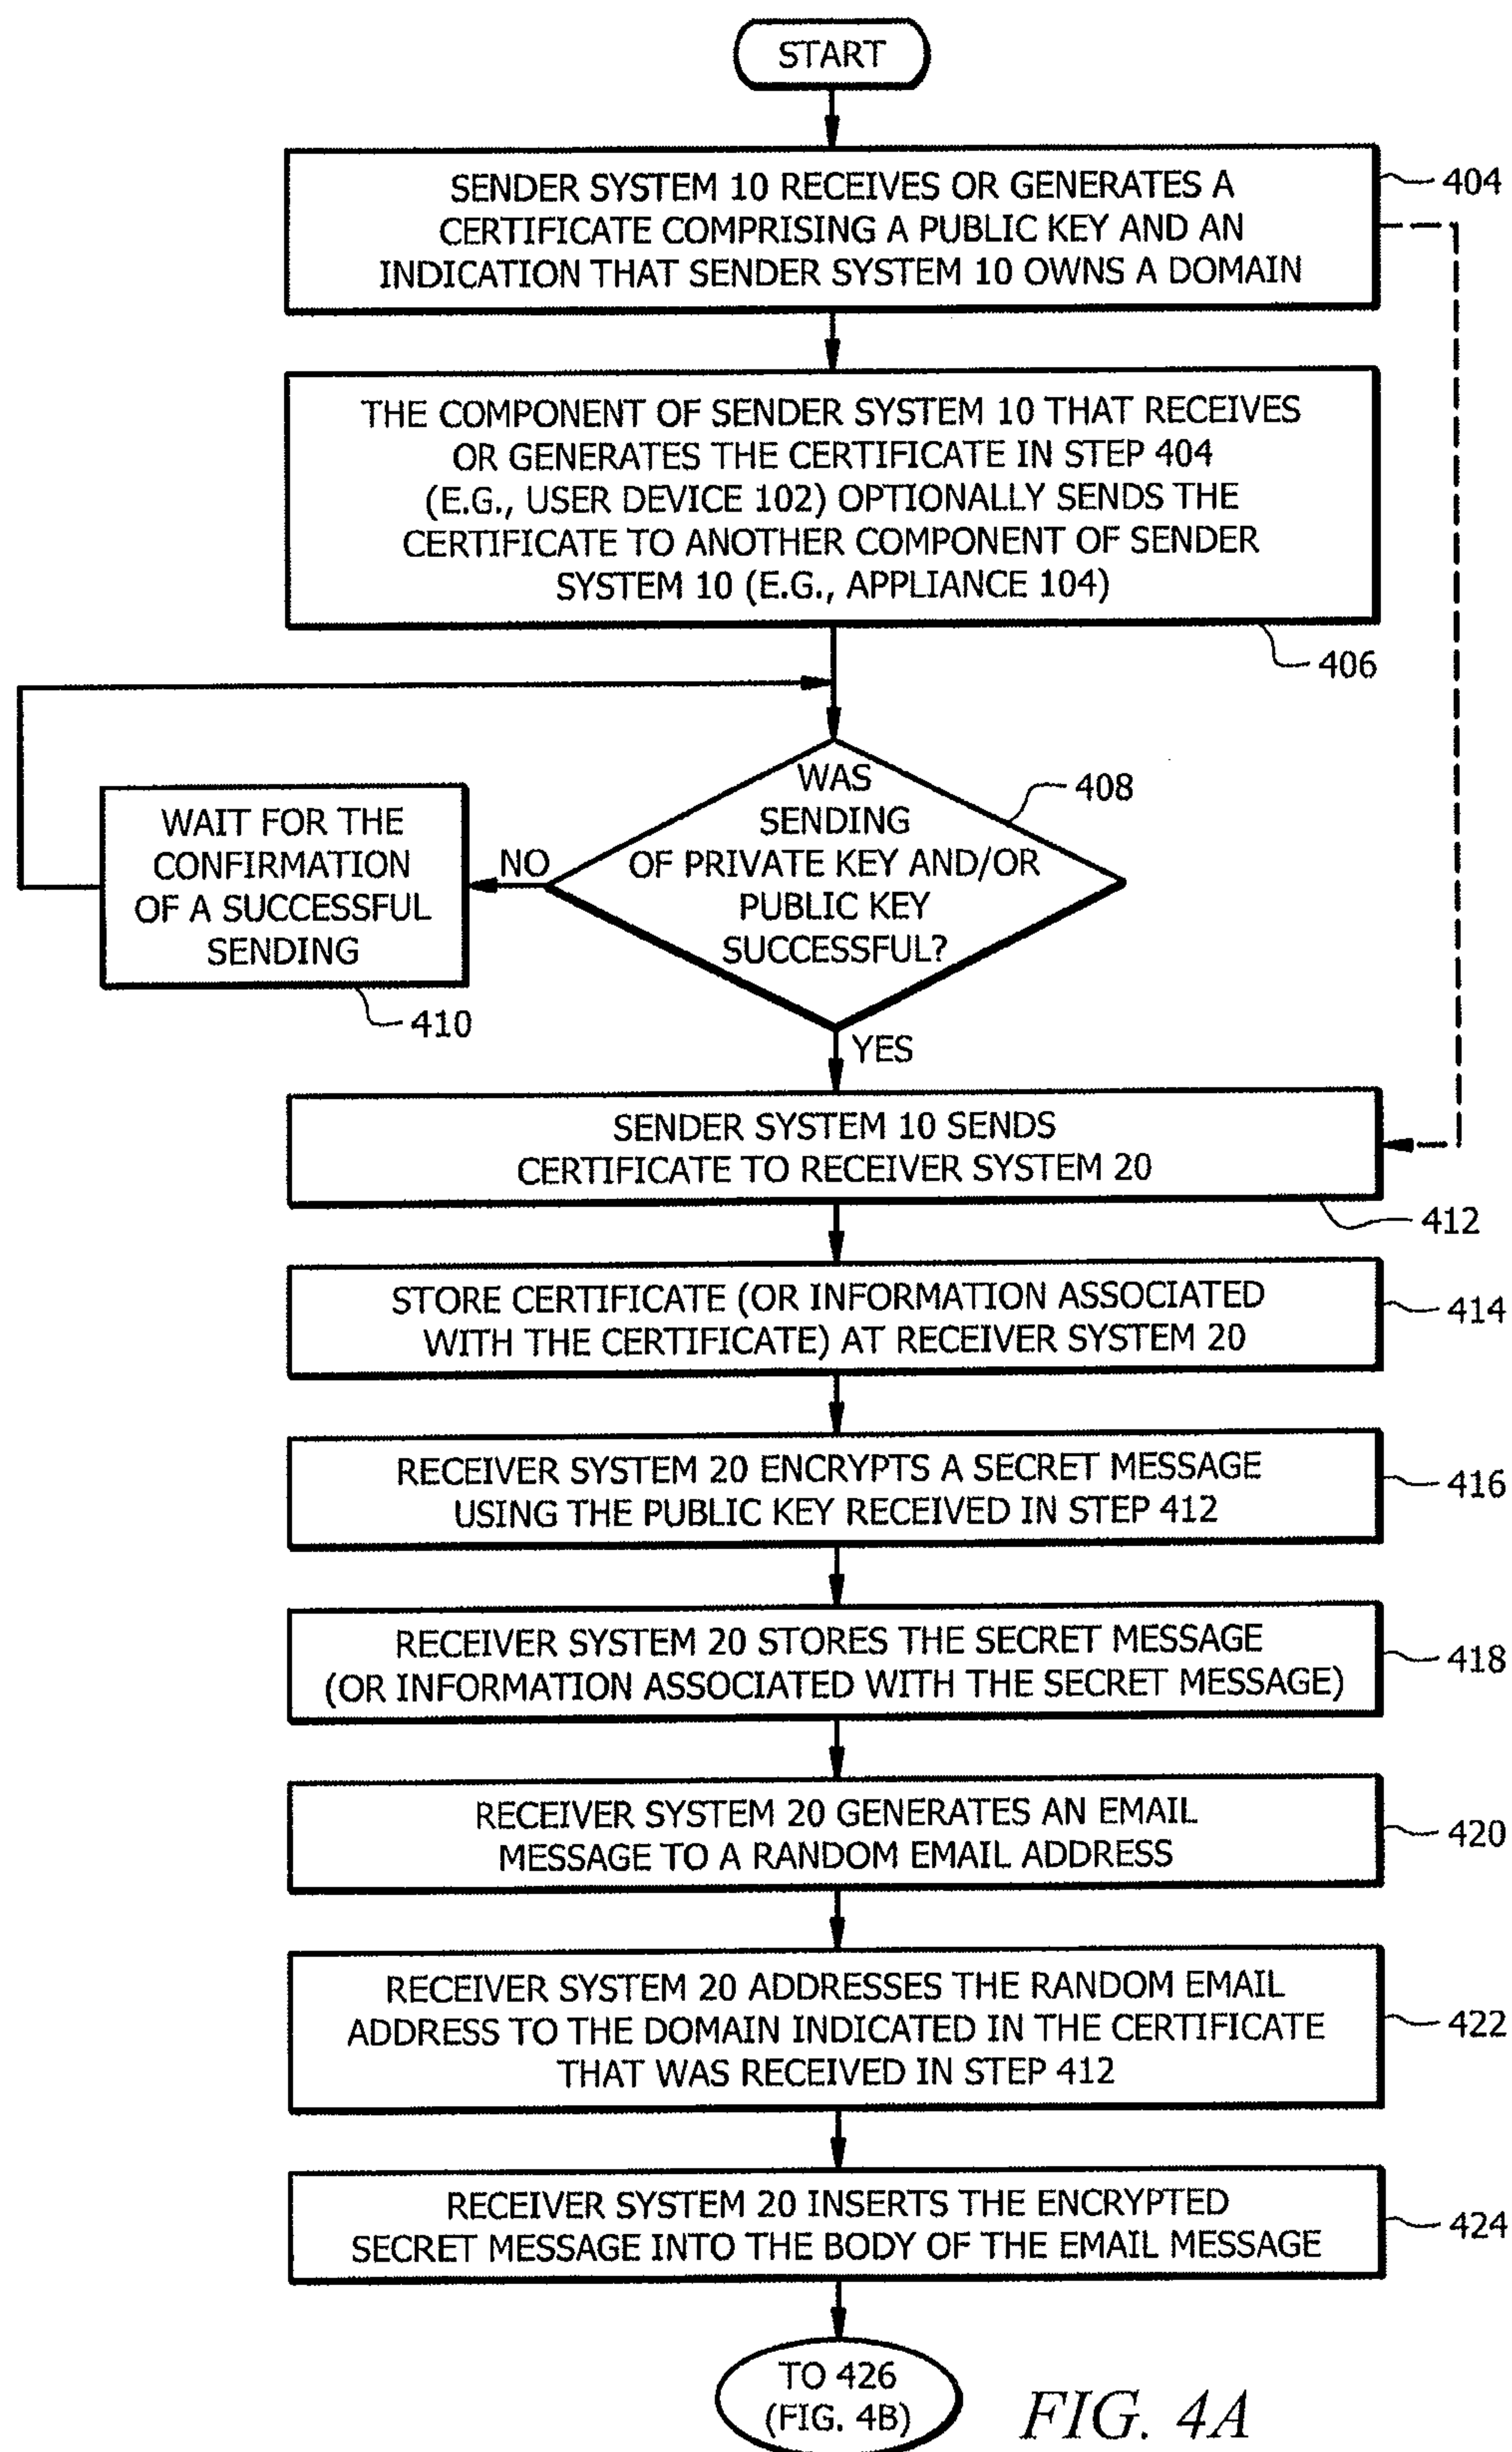 START
SENDER SYSTEM 10 RECEIVES OR GENERATES A
CERTIFICATE COMPRISING A PUBLIC KEY AND AN
INDICATION THAT SENDER SYSTEM 10 OWNS A DOMAIN
404
THE COMPONENT OF SENDER SYSTEM 10 THAT RECEIVES
OR GENERATES THE CERTIFICATE IN STEP 404
(E.G., USER DEVICE 102) OPTIONALLY SENDS THE
CERTIFICATE TO ANOTHER COMPONENT OF SENDER
SYSTEM 10 (E.G., APPLIANCE 104)
406
WAS
SENDING
OF PRIVATE KEY AND/OR
PUBLIC KEY
SUCCESSFUL?
408
NO
WAIT FOR THE
CONFIRMATION
OF A SUCCESSFUL
SENDING
410
YES
SENDER SYSTEM 10 SENDS
CERTIFICATE TO RECEIVER SYSTEM 20
412
STORE CERTIFICATE (OR INFORMATION ASSOCIATED
WITH THE CERTIFICATE) AT RECEIVER SYSTEM 20
414
RECEIVER SYSTEM 20 ENCRYPTS A SECRET MESSAGE
USING THE PUBLIC KEY RECEIVED IN STEP 412
416
RECEIVER SYSTEM 20 STORES THE SECRET MESSAGE
(OR INFORMATION ASSOCIATED WITH THE SECRET MESSAGE)
418
RECEIVER SYSTEM 20 GENERATES AN EMAIL
MESSAGE TO A RANDOM EMAIL ADDRESS
420
RECEIVER SYSTEM 20 ADDRESSES THE RANDOM EMAIL
ADDRESS TO THE DOMAIN INDICATED IN THE CERTIFICATE
THAT WAS RECEIVED IN STEP 412
422
RECEIVER SYSTEM 20 INSERTS THE ENCRYPTED
SECRET MESSAGE INTO THE BODY OF THE EMAIL MESSAGE
424
TO 426
(FIG. 4B)
FIG. 4A